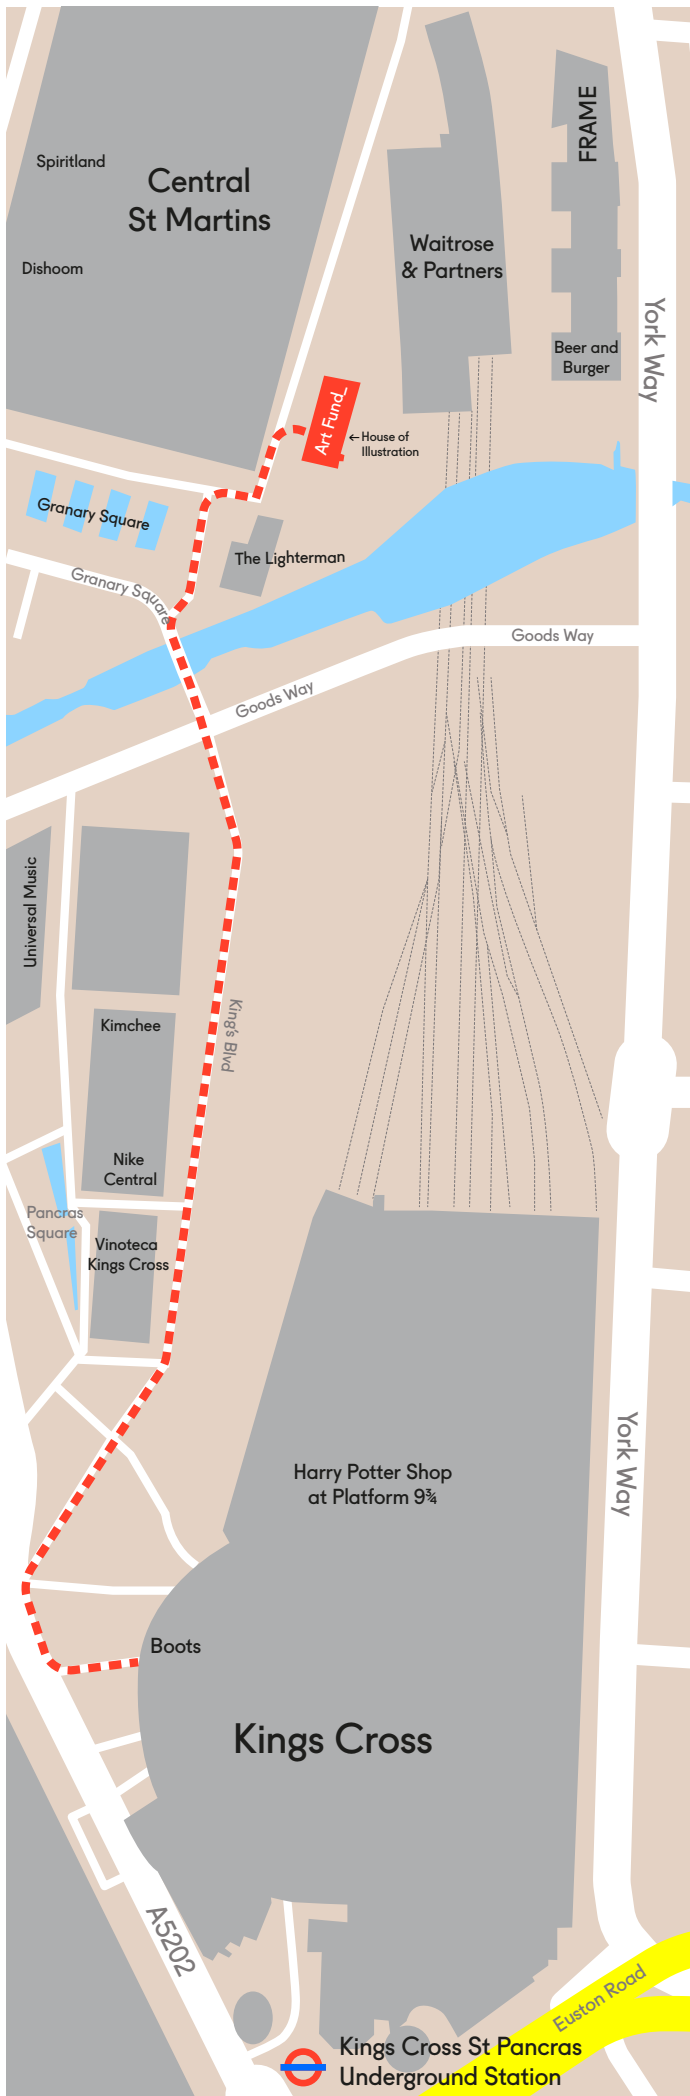 FRAME
Spiritland
Central
St Martins
Dishoom
Waitrose
& Partners
York Way
Beer and
Burger
Art Fund_
←House of
Illustration
Granary Square
The Lighterman
Granary Square
Goods Way
Goods Way
Universal Music
King's Blvd
Kimchee
Nike
Central
Pancras
Square
Vinoteca
Kings Cross
York Way
Harry Potter Shop
at Platform 9¾
Boots
Kings Cross
A5202
Euston Road
Kings Cross St Pancras
Underground Station